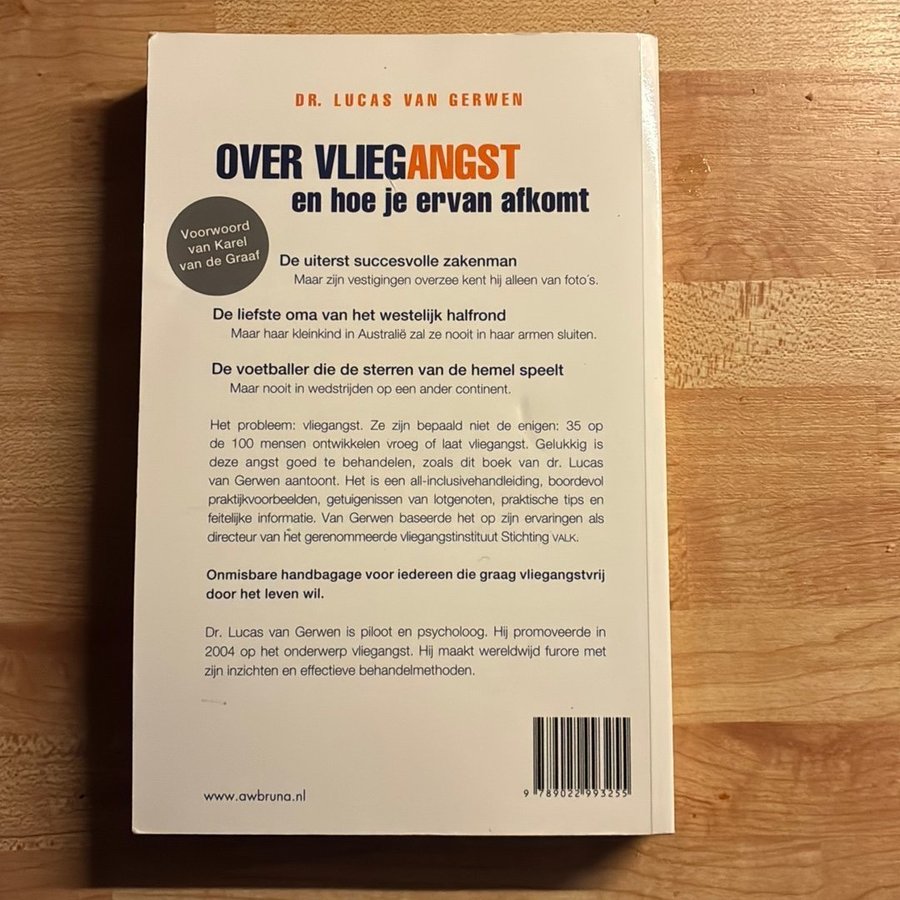 DR. LUCAS VAN GERWEN
OVER VLIEGANGST
en hoe je ervan afkomt
Voorwoord
van Karel
van de Graaf
De uiterst succesvolle zakenman
Maar zijn vestigingen overzee kent hij alleen van foto's.
De liefste oma van het westelijk halfrond
Maar haar kleinkind in Australië zal ze nooit in haar armen sluiten.
De voetballer die de sterren van de hemel speelt
Maar nooit in wedstrijden op een ander continent.
Het probleem: vliegangst. Ze zijn bepaald niet de enigen: 35 op
de 100 mensen ontwikkelen vroeg of laat vliegangst. Gelukkig is
deze angst goed te behandelen, zoals dit boek van dr. Lucas
van Gerwen aantoont. Het is een all-inclusivehandleiding, boordevol
praktijkvoorbeelden, getuigenissen van lotgenoten, praktische tips en
feitelijke informatie. Van Gerwen baseerde het op zijn ervaringen als
directeur van het gerenommeerde vliegangstinstituut Stichting VALK.
Onmisbare handbagage voor iedereen die graag vliegangstvrij
door het leven wil.
Dr. Lucas van Gerwen is piloot en psycholoog. Hij promoveerde in
2004 op het onderwerp vliegangst. Hij maakt wereldwijd furore met
zijn inzichten en effectieve behandelmethoden.
www.awbruna.nl
9 789022 993255